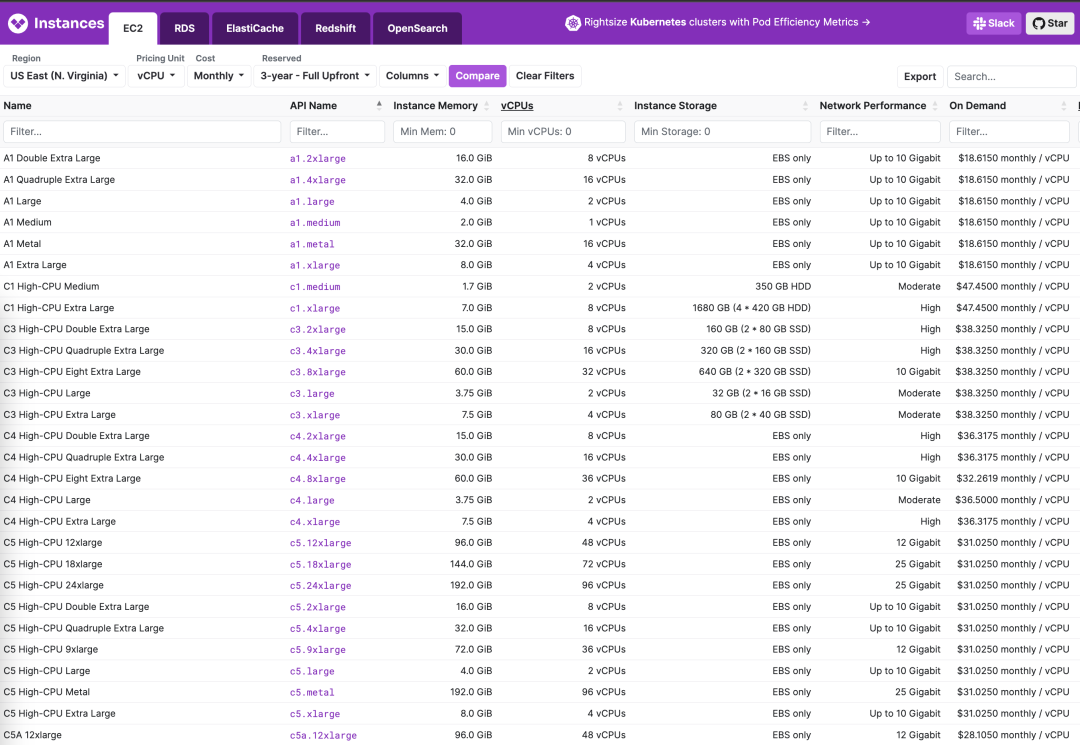 Instances EC2 RDS ElastiCache Redshift OpenSearch Rightsize Kubernetes clusters with Pod Efficiency Metrics → Slack Star
Region Pricing Unit Cost Reserved
US East (N. Virginia) vCPU Monthly 3-year - Full Upfront Columns Compare Clear Filters Export Search...
Name API Name Instance Memory vCPUs Instance Storage Network Performance On Demand
Filter... Filter... Min Mem: 0 Min vCPUs: 0 Min Storage: 0 Filter... Filter...
A1 Double Extra Large a1.2xlarge 16.0 GiB 8 vCPUs EBS only Up to 10 Gigabit $18.6150 monthly / vCPU
A1 Quadruple Extra Large a1.4xlarge 32.0 GiB 16 vCPUs EBS only Up to 10 Gigabit $18.6150 monthly / vCPU
A1 Large a1.large 4.0 GiB 2 vCPUs EBS only Up to 10 Gigabit $18.6150 monthly / vCPU
A1 Medium a1.medium 2.0 GiB 1 vCPUs EBS only Up to 10 Gigabit $18.6150 monthly / vCPU
A1 Metal a1.metal 32.0 GiB 16 vCPUs EBS only Up to 10 Gigabit $18.6150 monthly / vCPU
A1 Extra Large a1.xlarge 8.0 GiB 4 vCPUs EBS only Up to 10 Gigabit $18.6150 monthly / vCPU
C1 High-CPU Medium c1.medium 1.7 GiB 2 vCPUs 350 GB HDD Moderate $47.4500 monthly / vCPU
C1 High-CPU Extra Large c1.xlarge 7.0 GiB 8 vCPUs 1680 GB (4 * 420 GB HDD) High $47.4500 monthly / vCPU
C3 High-CPU Double Extra Large c3.2xlarge 15.0 GiB 8 vCPUs 160 GB (2 * 80 GB SSD) High $38.3250 monthly / vCPU
C3 High-CPU Quadruple Extra Large c3.4xlarge 30.0 GiB 16 vCPUs 320 GB (2 * 160 GB SSD) High $38.3250 monthly / vCPU
C3 High-CPU Eight Extra Large c3.8xlarge 60.0 GiB 32 vCPUs 640 GB (2 * 320 GB SSD) 10 Gigabit $38.3250 monthly / vCPU
C3 High-CPU Large c3.large 3.75 GiB 2 vCPUs 32 GB (2 * 16 GB SSD) Moderate $38.3250 monthly / vCPU
C3 High-CPU Extra Large c3.xlarge 7.5 GiB 4 vCPUs 80 GB (2 * 40 GB SSD) Moderate $38.3250 monthly / vCPU
C4 High-CPU Double Extra Large c4.2xlarge 15.0 GiB 8 vCPUs EBS only High $36.3175 monthly / vCPU
C4 High-CPU Quadruple Extra Large c4.4xlarge 30.0 GiB 16 vCPUs EBS only High $36.3175 monthly / vCPU
C4 High-CPU Eight Extra Large c4.8xlarge 60.0 GiB 36 vCPUs EBS only 10 Gigabit $32.2619 monthly / vCPU
C4 High-CPU Large c4.large 3.75 GiB 2 vCPUs EBS only Moderate $36.5000 monthly / vCPU
C4 High-CPU Extra Large c4.xlarge 7.5 GiB 4 vCPUs EBS only High $36.3175 monthly / vCPU
C5 High-CPU 12xlarge c5.12xlarge 96.0 GiB 48 vCPUs EBS only 12 Gigabit $31.0250 monthly / vCPU
C5 High-CPU 18xlarge c5.18xlarge 144.0 GiB 72 vCPUs EBS only 25 Gigabit $31.0250 monthly / vCPU
C5 High-CPU 24xlarge c5.24xlarge 192.0 GiB 96 vCPUs EBS only 25 Gigabit $31.0250 monthly / vCPU
C5 High-CPU Double Extra Large c5.2xlarge 16.0 GiB 8 vCPUs EBS only Up to 10 Gigabit $31.0250 monthly / vCPU
C5 High-CPU Quadruple Extra Large c5.4xlarge 32.0 GiB 16 vCPUs EBS only Up to 10 Gigabit $31.0250 monthly / vCPU
C5 High-CPU 9xlarge c5.9xlarge 72.0 GiB 36 vCPUs EBS only 12 Gigabit $31.0250 monthly / vCPU
C5 High-CPU Large c5.large 4.0 GiB 2 vCPUs EBS only Up to 10 Gigabit $31.0250 monthly / vCPU
C5 High-CPU Metal c5.metal 192.0 GiB 96 vCPUs EBS only 25 Gigabit $31.0250 monthly / vCPU
C5 High-CPU Extra Large c5.xlarge 8.0 GiB 4 vCPUs EBS only Up to 10 Gigabit $31.0250 monthly / vCPU
C5A 12xlarge c5a.12xlarge 96.0 GiB 48 vCPUs EBS only 12 Gigabit $28.1050 monthly / vCPU